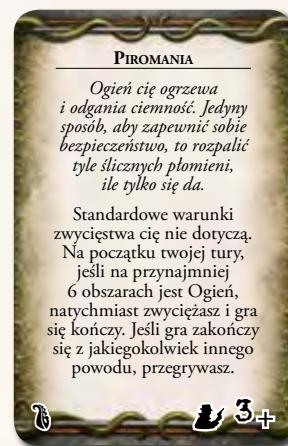 PIROMANIA
Ogień cię ogrzewa
i odgania ciemność. Jedyny
sposób, aby zapewnić sobie
bezpieczeństwo, to rozpalić
tyle ślicznych płomieni,
ile tylko się da.
Standardowe warunki
zwycięstwa cię nie dotyczą.
Na początku twojej tury,
jeśli na przynajmniej
6 obszarach jest Ogień,
natychmiast zwyciężasz i gra
się kończy. Jeśli gra zakończy
się z jakiegokolwiek innego
powodu, przegrywasz.
3+